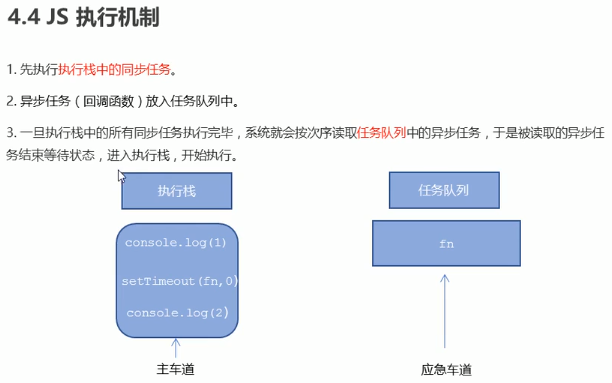 4.4 JS 执行机制
1. 先执行执行栈中的同步任务。
2. 异步任务（回调函数）放入任务队列中。
3. 一旦执行栈中的所有同步任务执行完毕，系统就会按次序读取任务队列中的异步任务，于是被读取的异步任
务结束等待状态，进入执行栈，开始执行。
执行栈
任务队列
console.log(1)
setTimeout(fn,0)
console.log(2)
fn
主车道
应急车道